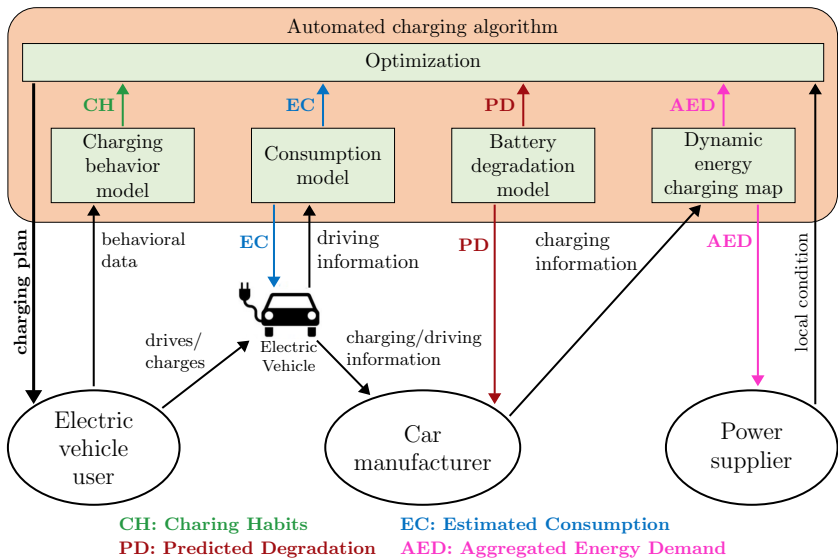 Automated charging algorithm
Optimization
CH
EC
PD
AED
Charging
behavior
model
Consumption
model
Battery
degradation
model
Dynamic
energy
charging map
charging plan
behavioral
data
EC
driving
information
PD
charging
information
AED
local condition
drives/
charges
Electric
Vehicle
charging/driving
information
Electric
vehicle
user
Car
manufacturer
Power
supplier
CH: Charing Habits
EC: Estimated Consumption
PD: Predicted Degradation
AED: Aggregated Energy Demand